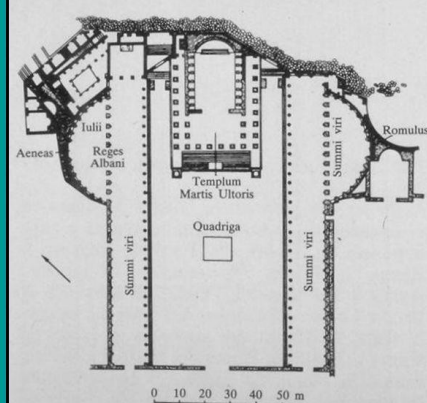 Iulii
Aeneas
Reges
Albani
Summi viri
Romulus
Templum
Martis Ultoris
Quadriga
Summi viri
Summi viri
0 10 20 30 40 50 m